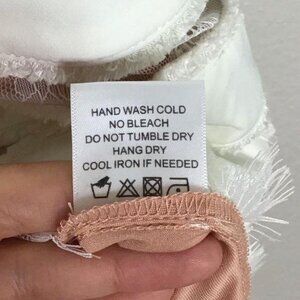 HAND WASH COLD
NO BLEACH
DO NOT TUMBLE DRY
HANG DRY
COOL IRON IF NEEDED